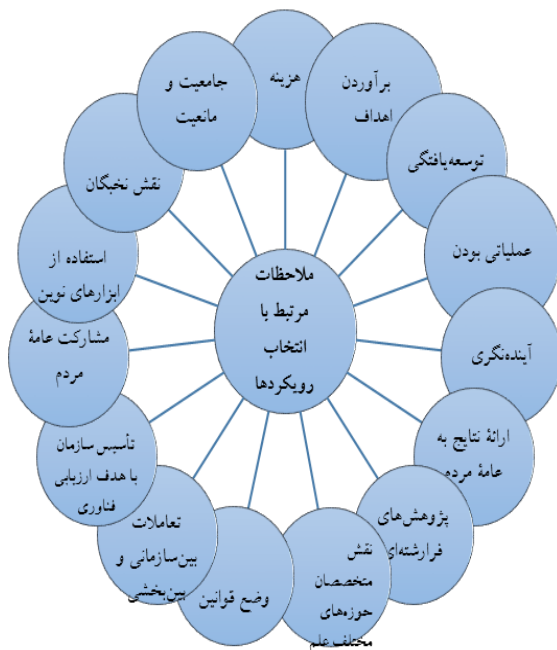 هزینه
برآوردن
اهداف
توسعه‌یافتگی
عملیاتی بودن
آینده‌نگری
ارائهٔ نتایج به
عامهٔ مردم
پژوهش‌های
فرارشته‌ای
نقش
متخصصان
حوزه‌های
مختلف علم
وضع قوانین
تعاملات
بین‌سازمانی و
بین‌بخشی
تأسیس سازمان
با هدف ارزیابی
فناوری
مشارکت عامهٔ
مردم
استفاده از
ابزارهای نوین
نقش نخبگان
جامعیت و
مانعیت
ملاحظات
مرتبط با
انتخاب
رویکردها